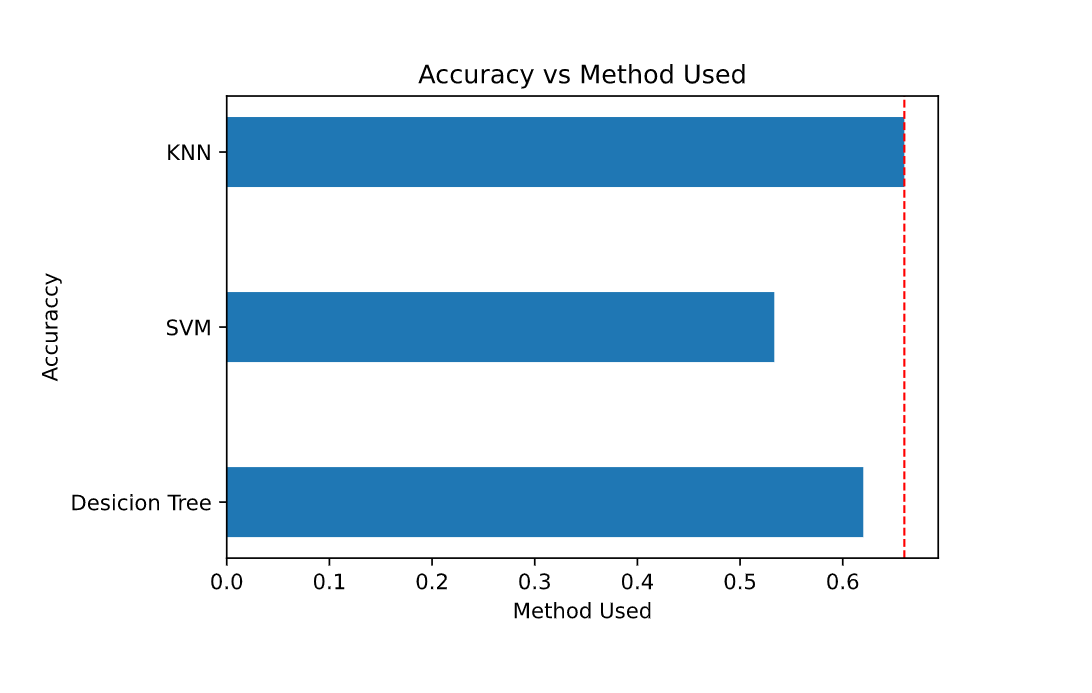 Accuracy vs Method Used
KNN
SVM
Desicion Tree
Accuraccy
0.0 0.1 0.2 0.3 0.4 0.5 0.6
Method Used